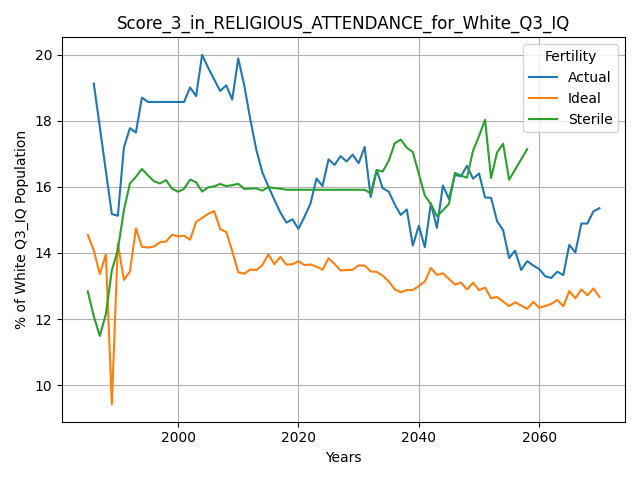 Score_3_in_RELIGIOUS_ATTENDANCE_for_White_Q3_IQ
% of White Q3_IQ Population
20
18
16
14
12
10
Fertility
Actual
Ideal
Sterile
2000
2020
2040
2060
Years